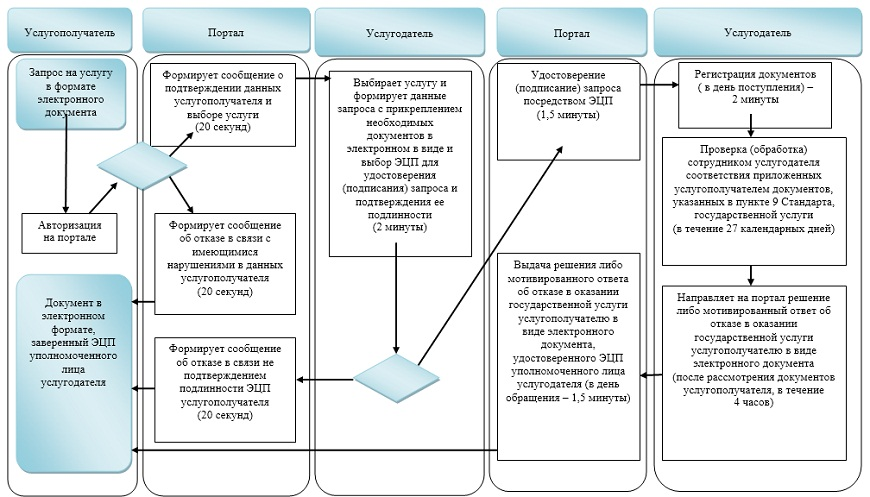 Услугополучатель
Портал
Услугодатель
Портал
Услугодатель
Запрос на услугу
в формате
электронного
документа
Авторизация
на портале
Документ в
электронном
формате,
заверенный ЭЦП
уполномоченного
лица
услугодателя
Формирует сообщение о
подтверждении данных
услугополучателя и
выборе услуги
(20 секунд)
Формирует сообщение
об отказе в связи с
имеющимися
нарушениями в данных
услугополучателя
(20 секунд)
Формирует сообщение
об отказе в связи не
подтверждением
подлинности ЭЦП
услугополучателя
(20 секунд)
Выбирает услугу и
формирует данные
запроса с прикреплением
необходимых
документов в
электронном в виде и
выбор ЭЦП для
удостоверения
(подписания) запроса и
подтверждения ее
подлинности
(2 минуты)
Удостоверение
(подписание) запроса
посредством ЭЦП
(1,5 минуты)
Выдача решения либо
мотивированного ответа
об отказе в оказании
государственной услуги
услугополучателю в
виде электронного
документа,
удостоверенного ЭЦП
уполномоченного лица
услугодателя (в день
обращения – 1,5 минуты)
Регистрация документов
( в день поступления) –
2 минуты
Проверка (обработка)
сотрудником услугодателя
соответствия приложенных
услугополучателем документов,
указанных в пункте 9 Стандарта,
государственной услуги
(в течение 27 календарных дней)
Направляет на портал решение
либо мотивированный ответ об
отказе в оказании
государственной услуги
услугополучателю в виде
электронного документа
(после рассмотрения документов
услугополучателя, в течение
4 часов)